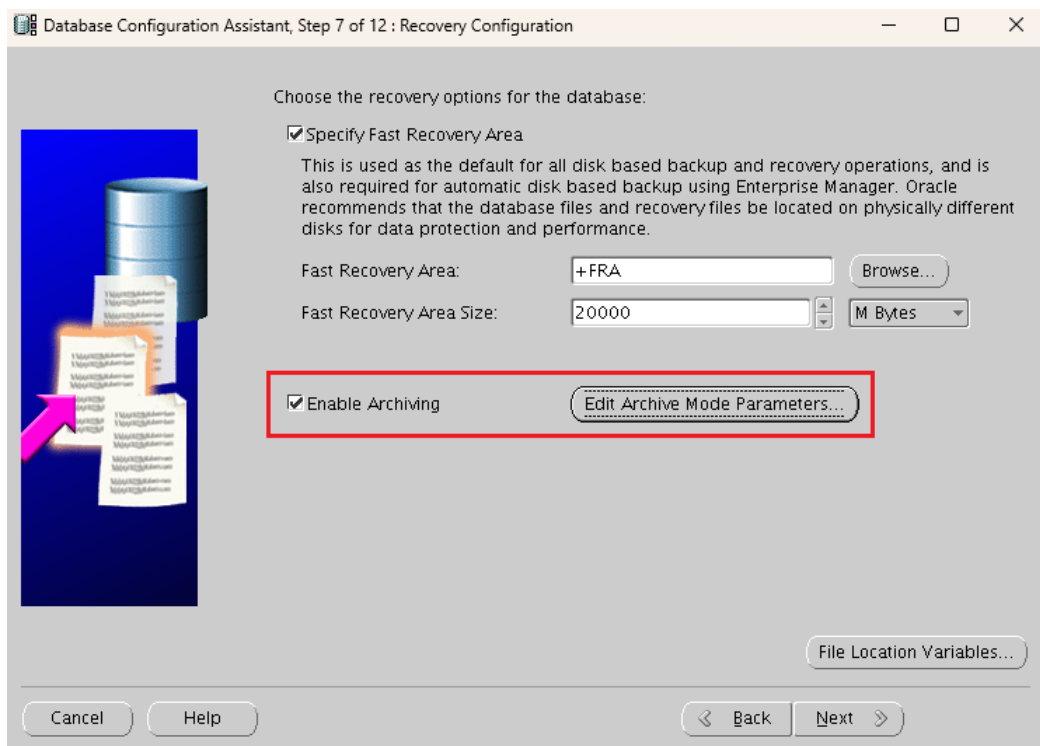 Database Configuration Assistant, Step 7 of 12 : Recovery Configuration
Choose the recovery options for the database:
Specify Fast Recovery Area
This is used as the default for all disk based backup and recovery operations, and is
also required for automatic disk based backup using Enterprise Manager. Oracle
recommends that the database files and recovery files be located on physically different
disks for data protection and performance.
Fast Recovery Area: +FRA Browse...
Fast Recovery Area Size: 20000 M Bytes
Enable Archiving Edit Archive Mode Parameters...
File Location Variables...
Cancel Help Back Next